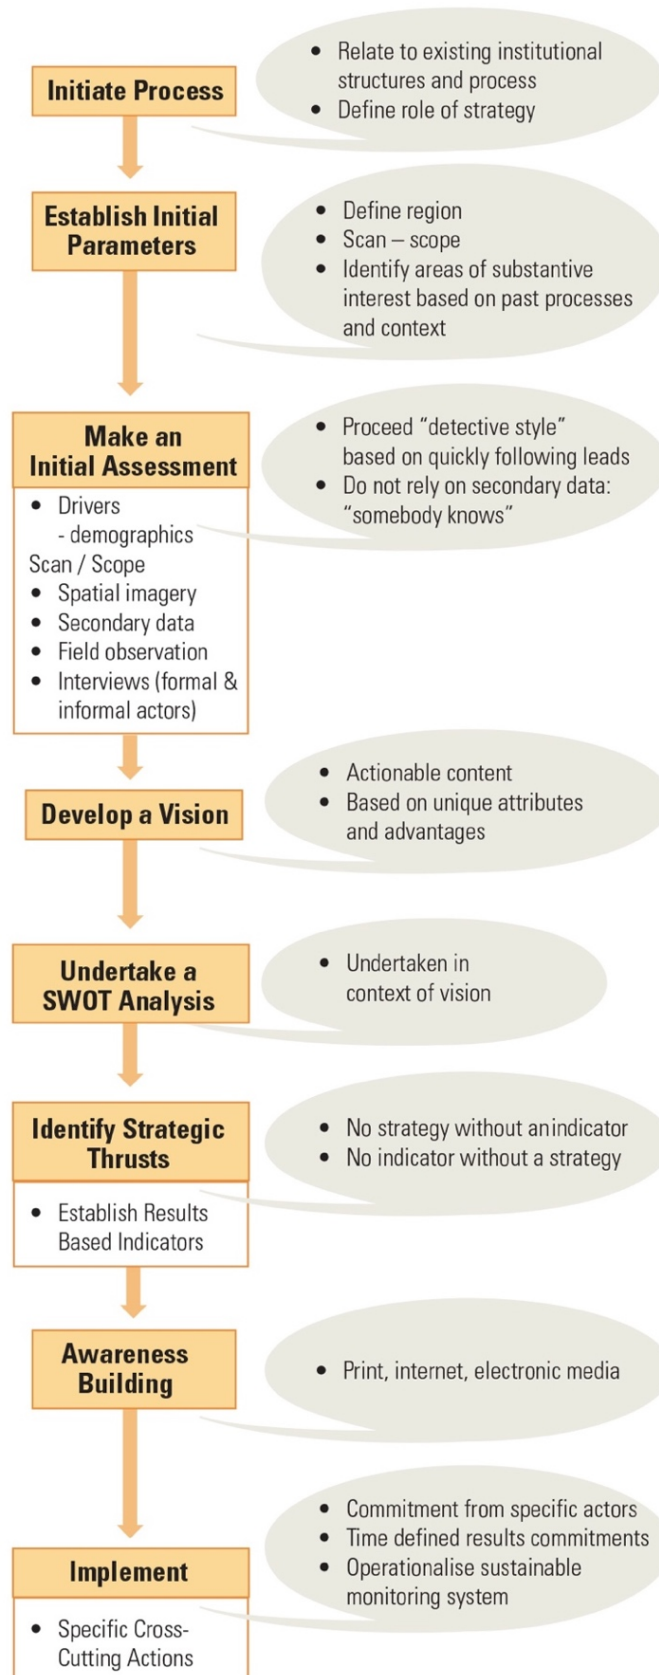 Initiate Process
• Relate to existing institutional
structures and process
• Define role of strategy
Establish Initial
Parameters
• Define region
• Scan – scope
• Identify areas of substantive
interest based on past processes
and context
Make an
Initial Assessment
• Drivers
- demographics
Scan / Scope
• Spatial imagery
• Secondary data
• Field observation
• Interviews (formal &
informal actors)
• Proceed “detective style”
based on quickly following leads
• Do not rely on secondary data:
“somebody knows”
Develop a Vision
• Actionable content
• Based on unique attributes
and advantages
Undertake a
SWOT Analysis
• Undertaken in
context of vision
Identify Strategic
Thrusts
• Establish Results
Based Indicators
• No strategy without anindicator
• No indicator without a strategy
Awareness
Building
• Print, internet, electronic media
Implement
• Specific Cross-
Cutting Actions
• Commitment from specific actors
• Time defined results commitments
• Operationalise sustainable
monitoring system